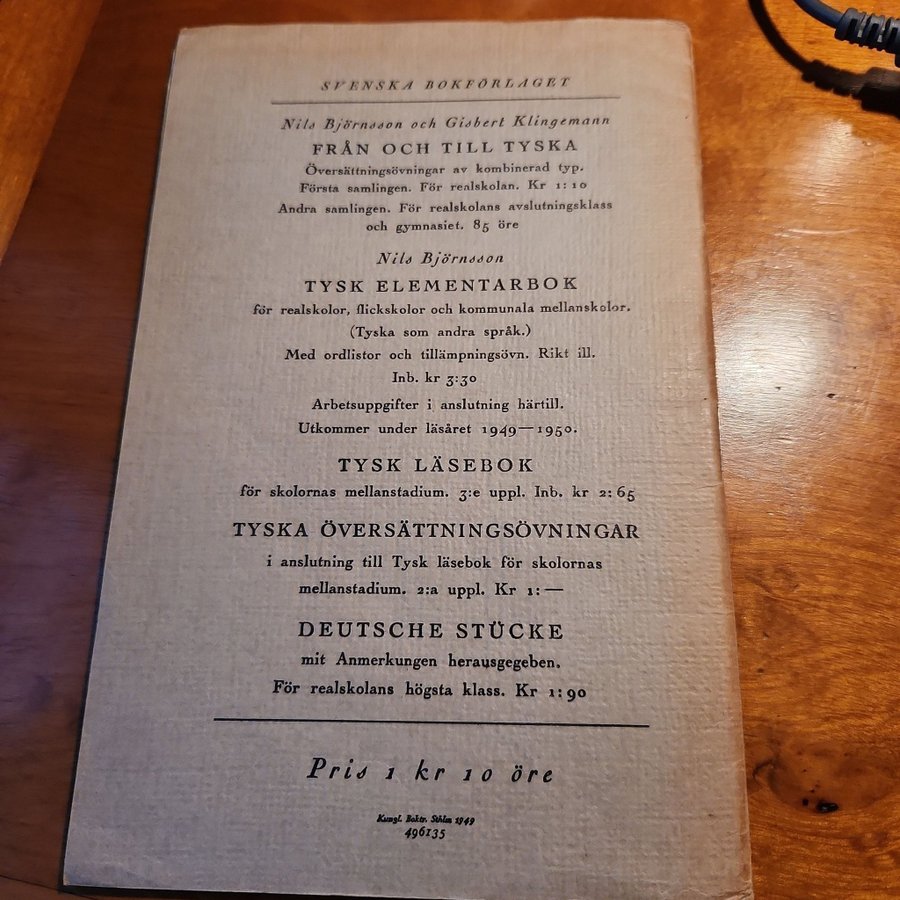 SVENSKA BOKFÖRLAGET
Nils Björnsson och Gisbert Klingemann
FRÅN OCH TILL TYSKA
Översättningsövningar av kombinerad typ.
Första samlingen. För realskolan. Kr 1:10
Andra samlingen. För realskolans avslutningsklass
och gymnasiet. 85 öre
Nils Björnsson
TYSK ELEMENTARBOK
för realskolor, flickskolor och kommunala mellanskolor.
(Tyska som andra språk.)
Med ordlistor och tillämpningsövn. Rikt ill.
Inb. kr 3:30
Arbetsuppgifter i anslutning härtill.
Utkommer under läsåret 1949—1950.
TYSK LÄSEBOK
för skolornas mellanstadium. 3:e uppl. Inb. kr 2:65
TYSKA ÖVERSÄTTNINGSÖVNINGAR
i anslutning till Tysk läsebok för skolornas
mellanstadium. 2:a uppl. Kr 1:—
DEUTSCHE STÜCKE
mit Anmerkungen herausgegeben.
För realskolans högsta klass. Kr 1:90
Pris 1 kr 10 öre
Kungl. Boktr. Sthlm 1949
496135